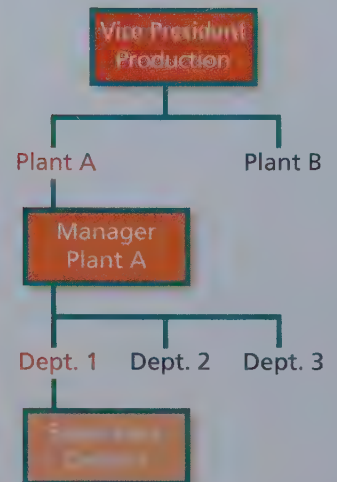 Vice President
Production
Plant A
Plant B
Manager
Plant A
Dept. 1
Dept. 2
Dept. 3